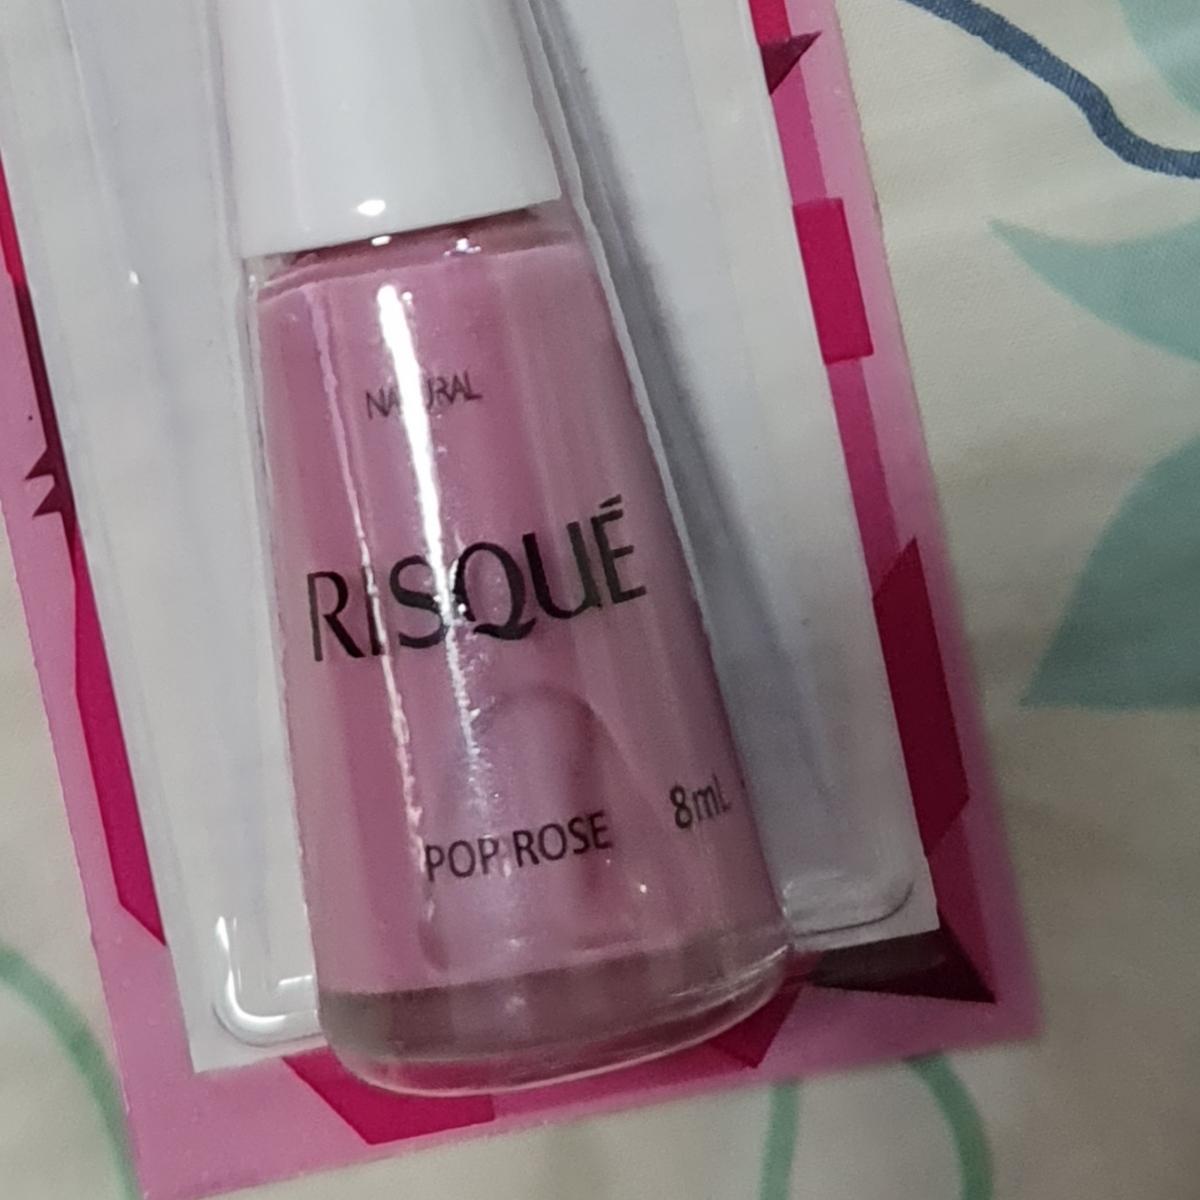 NATURAL
RISQUÉ
POP ROSE 8mL